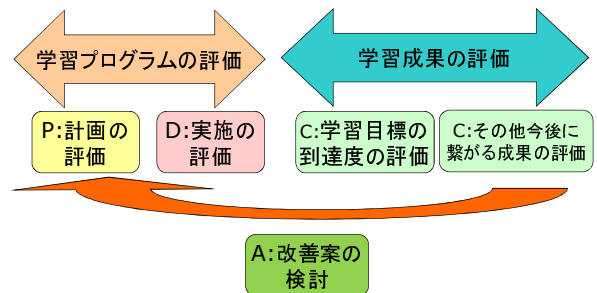 学習プログラムの評価
学習成果の評価
P:計画の
評価
D:実施の
評価
C:学習目標の
到達度の評価
C:その他今後に
繋がる成果の評価
A:改善案の
検討